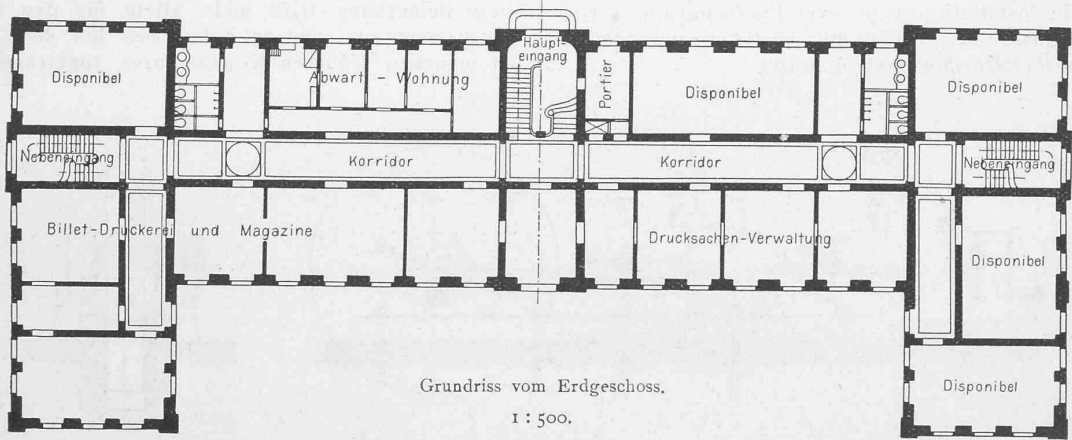 Disponibel
Abwart - Wohnung
Haupt-
eingang
Portier
Disponibel
Disponibel
Nebeneingang
Korridor
Korridor
Nebeneingang
Billet-Druckerei und Magazine
Drucksachen-Verwaltung
Disponibel
Disponibel
Grundriss vom Erdgeschoss.
1 : 500.